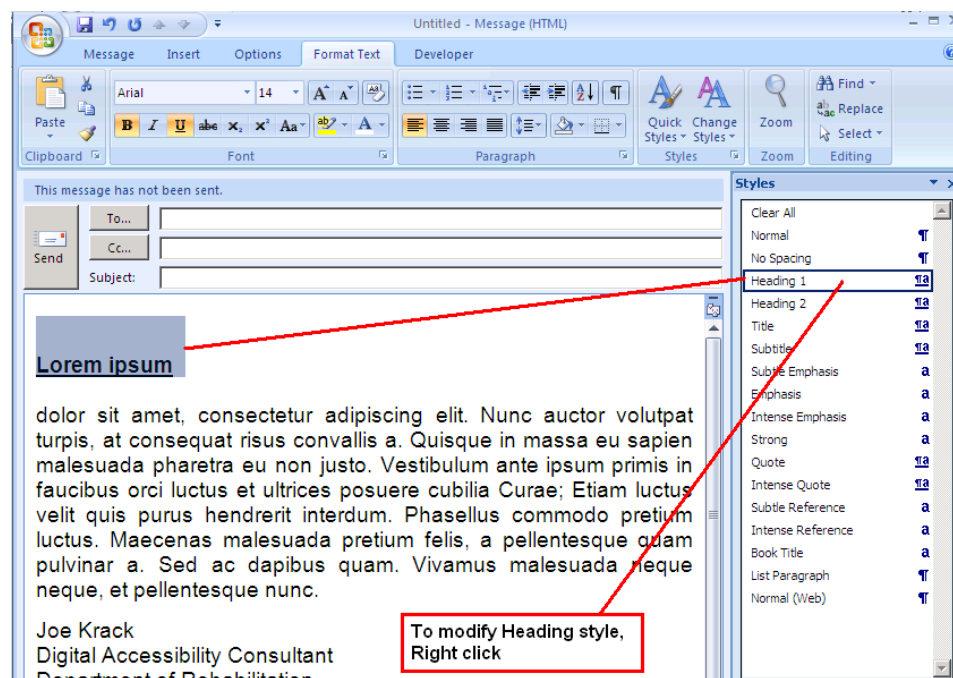 Untitled - Message (HTML)
Message Insert Options Format Text Developer
Paste
Arial 14
B I U abc x₂ x² Aa ab A
Quick Styles Change Styles
Zoom
Find
Replace
Select
Clipboard Font Paragraph Styles Zoom Editing
This message has not been sent.
Send
To...
Cc...
Subject:
Lorem ipsum
dolor sit amet, consectetur adipiscing elit. Nunc auctor volutpat
turpis, at consequat risus convallis a. Quisque in massa eu sapien
malesuada pharetra eu non justo. Vestibulum ante ipsum primis in
faucibus orci luctus et ultrices posuere cubilia Curae; Etiam luctus
velit quis purus hendrerit interdum. Phasellus commodo pretium
luctus. Maecenas malesuada pretium felis, a pellentesque quam
pulvinar a. Sed ac dapibus quam. Vivamus malesuada neque
neque, et pellentesque nunc.
Joe Krack
Digital Accessibility Consultant
Department of Rehabilitation
To modify Heading style,
Right click
Styles
Clear All
Normal ¶
No Spacing ¶
Heading 1 ¶a
Heading 2 ¶a
Title ¶a
Subtitle ¶a
Subtle Emphasis a
Emphasis a
Intense Emphasis a
Strong a
Quote ¶a
Intense Quote ¶a
Subtle Reference a
Intense Reference a
Book Title a
List Paragraph ¶
Normal (Web) ¶